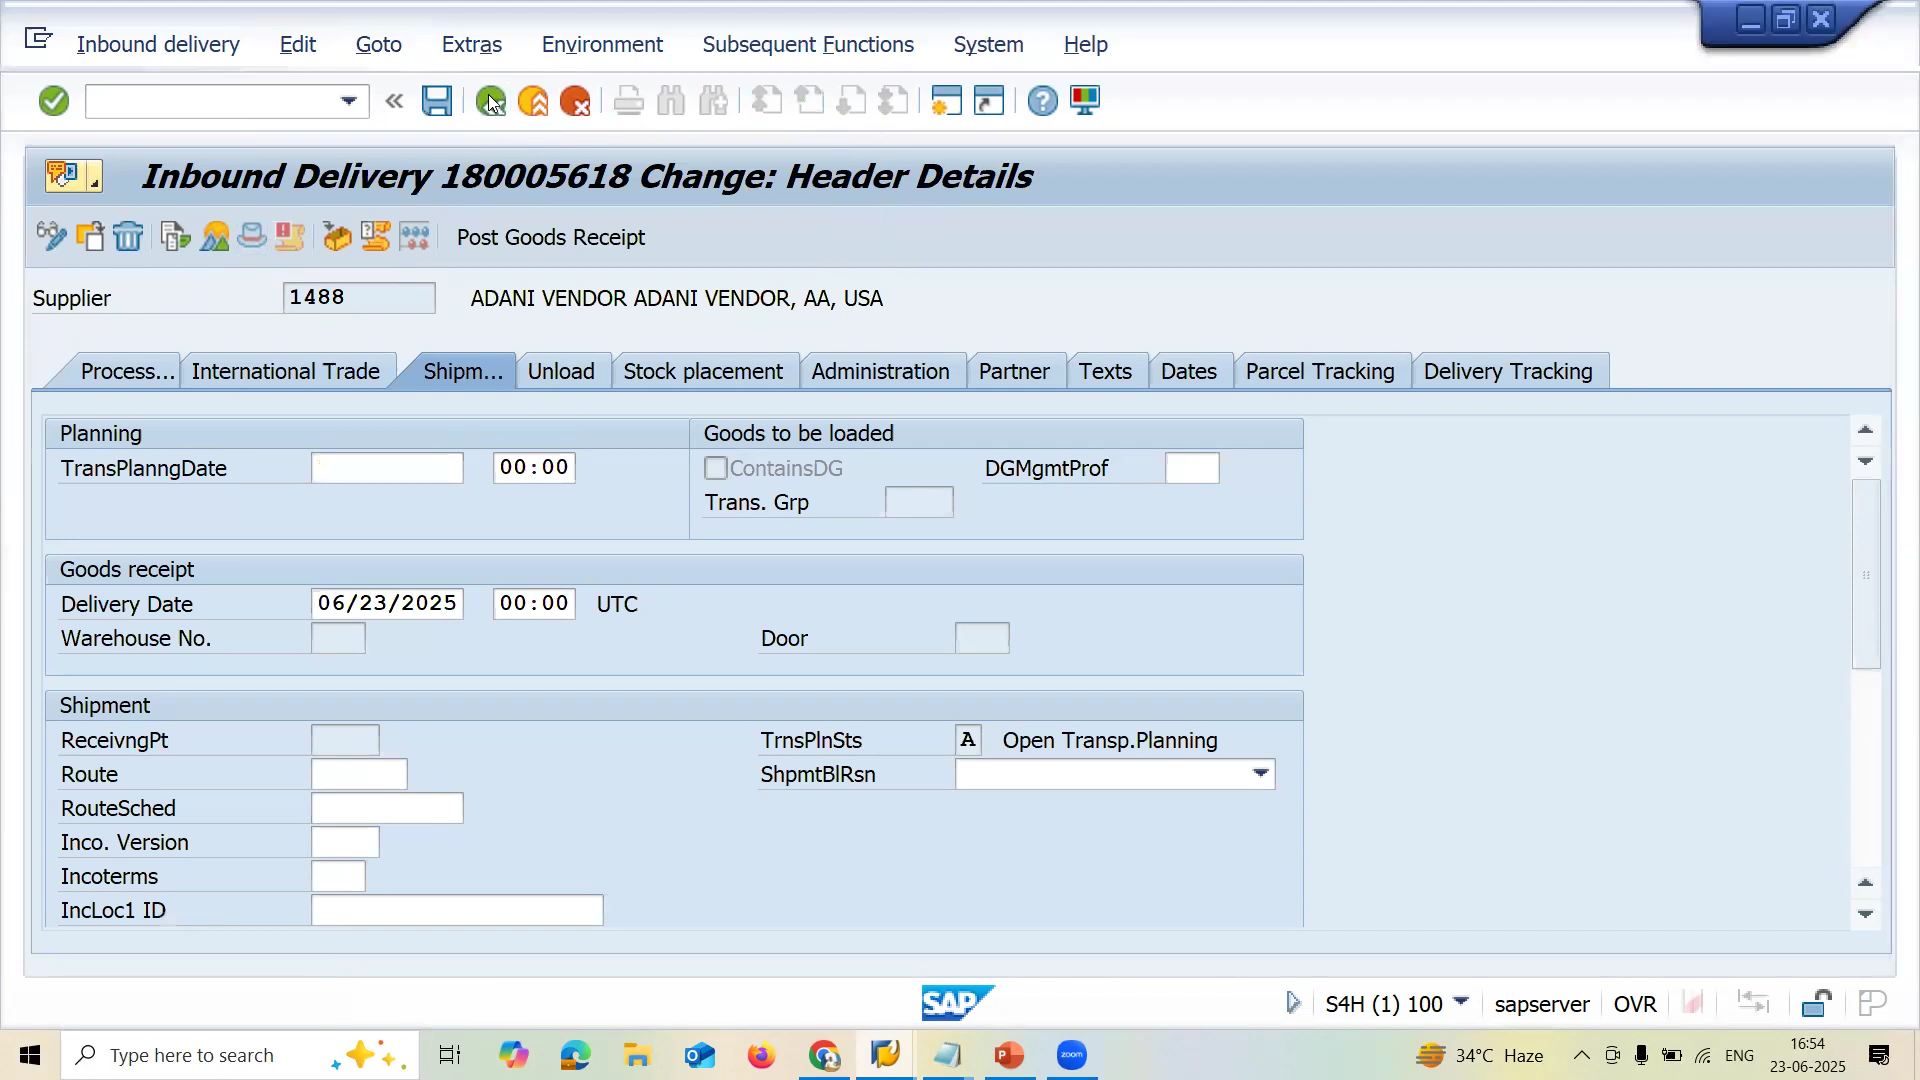 Inbound delivery Edit Goto Extras Environment Subsequent Functions System Help
Inbound Delivery 180005618 Change: Header Details
Post Goods Receipt
Supplier 1488 ADANI VENDOR ADANI VENDOR, AA, USA
Process... International Trade Shipm... Unload Stock placement Administration Partner Texts Dates Parcel Tracking Delivery Tracking
Planning Goods to be loaded
TransPlanngDate 00:00 ContainsDG DGMgmtProf
Trans. Grp
Goods receipt
Delivery Date 06/23/2025 00:00 UTC
Warehouse No. Door
Shipment
ReceivngPt TrnsPlnSts A Open Transp.Planning
Route ShpmtBlRsn
RouteSched
Inco. Version
Incoterms
IncLoc1 ID
SAP S4H (1) 100 sapserver OVR
Type here to search zoom 34°C Haze ENG 16:54
23-06-2025